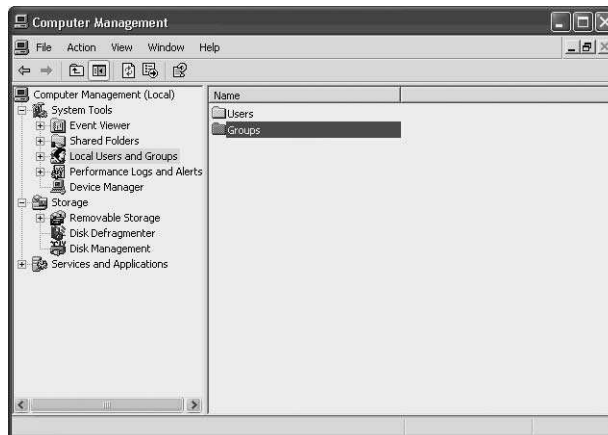 Computer Management
File Action View Window Help
Computer Management (Local)
System Tools
Event Viewer
Shared Folders
Local Users and Groups
Performance Logs and Alerts
Device Manager
Storage
Removable Storage
Disk Defragmenter
Disk Management
Services and Applications
Name
Users
Groups